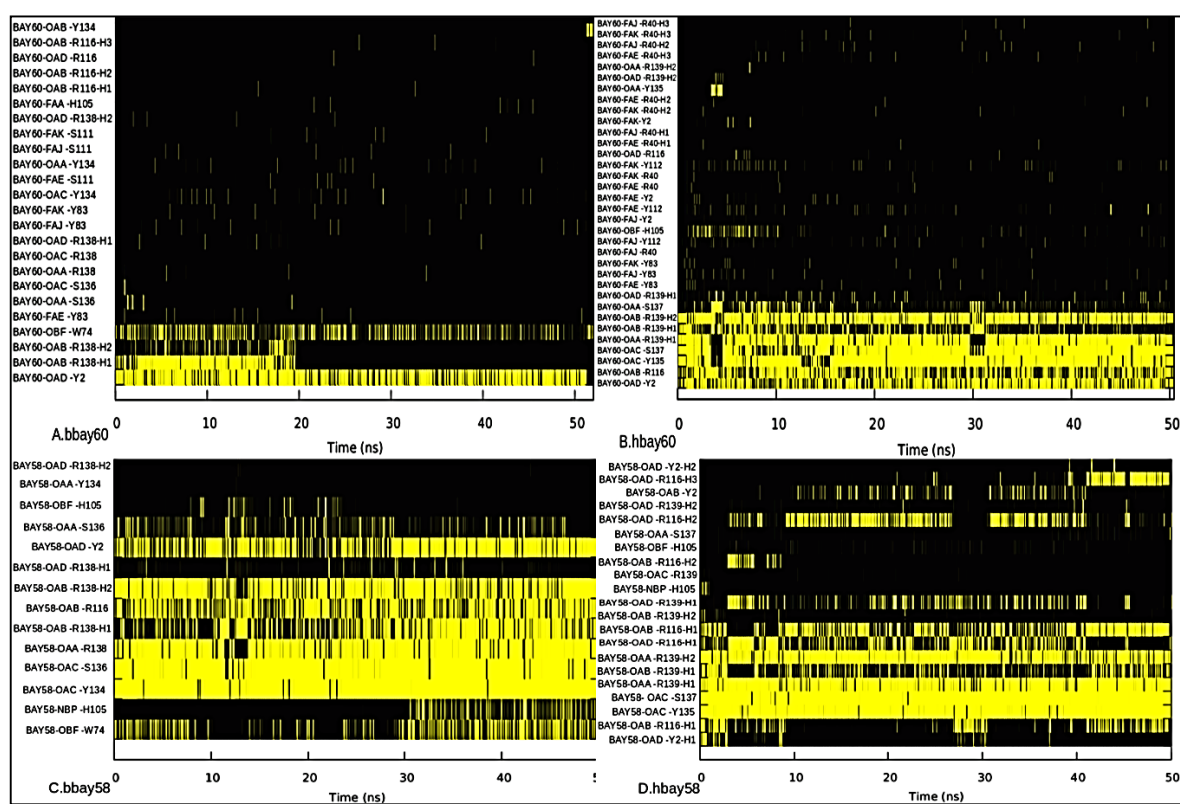 BAY60-OAB -Y134
BAY60-OAB -R116-H3
BAY60-OAD -R116
BAY60-OAB -R116-H2
BAY60-OAB -R116-H1
BAY60-FAA -H105
BAY60-OAD -R138-H2
BAY60-FAK -S111
BAY60-FAJ -S111
BAY60-OAA -Y134
BAY60-FAE -S111
BAY60-OAC -Y134
BAY60-FAK -Y83
BAY60-FAJ -Y83
BAY60-OAD -R138-H1
BAY60-OAC -R138
BAY60-OAA -R138
BAY60-OAC -S136
BAY60-OAA -S136
BAY60-FAE -Y83
BAY60-OBF -W74
BAY60-OAB -R138-H2
BAY60-OAB -R138-H1
BAY60-OAD -Y2
0 10 20 30 40 50
A.bbay60
Time (ns)
BAY60-FAJ -R40-H3
BAY60-FAK -R40-H3
BAY60-FAJ -R40-H2
BAY60-FAE -R40-H3
BAY60-OAA -R139-H2
BAY60-OAD -R139-H2
BAY60-OAA -Y135
BAY60-FAE -R40-H2
BAY60-FAK -R40-H2
BAY60-FAK-Y2
BAY60-FAJ -R40-H1
BAY60-FAE -R40-H1
BAY60-OAD -R116
BAY60-FAK -Y112
BAY60-FAK -R40
BAY60-FAE -R40
BAY60-FAE -Y2
BAY60-FAE -Y112
BAY60-FAJ -Y2
BAY60-OBF -H105
BAY60-FAJ -Y112
BAY60-FAJ -R40
BAY60-FAK -Y83
BAY60-FAJ -Y83
BAY60-FAE -Y83
BAY60-OAD -R139-H1
BAY60-OAA -S137
BAY60-OAB -R139-H2
BAY60-OAB -R139-H1
BAY60-OAA -R139-H1
BAY60-OAC -S137
BAY60-OAC -Y135
BAY60-OAB -R116
BAY60-OAD -Y2
0 10 20 30 40 50
B.hbay60
Time (ns)
BAY58-OAD -R138-H2
BAY58-OAA -Y134
BAY58-OBF -H105
BAY58-OAA -S136
BAY58-OAD -Y2
BAY58-OAD -R138-H1
BAY58-OAB -R138-H2
BAY58-OAB -R116
BAY58-OAB -R138-H1
BAY58-OAA -R138
BAY58-OAC -S136
BAY58-OAC -Y134
BAY58-NBP -H105
BAY58-OBF -W74
0 10 20 30 40
C.bbay58
Time (ns)
BAY58-OAD -Y2-H2
BAY58-OAD -R116-H3
BAY58-OAB -Y2
BAY58-OAD -R139-H2
BAY58-OAD -R116-H2
BAY58-OAA -S137
BAY58-OBF -H105
BAY58-OAB -R116-H2
BAY58-OAC -R139
BAY58-NBP -H105
BAY58-OAD -R139-H1
BAY58-OAB -R139-H2
BAY58-OAB -R116-H1
BAY58-OAD -R116-H1
BAY58-OAA -R139-H2
BAY58-OAB -R139-H1
BAY58-OAA -R139-H1
BAY58- OAC -S137
BAY58-OAC -Y135
BAY58-OAB -R116-H1
BAY58-OAD -Y2-H1
0 10 20 30 40 50
D.hbay58
Time (ns)